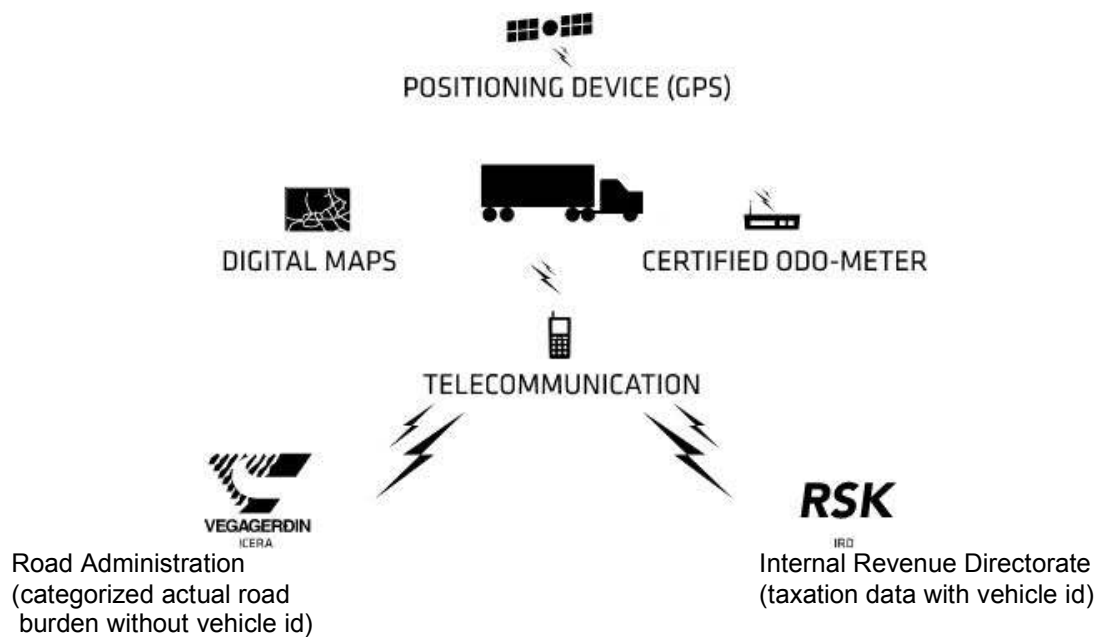 POSITIONING DEVICE (GPS)
DIGITAL MAPS
CERTIFIED ODO-METER
TELECOMMUNICATION
VEGAGERÐIN
ICERA
Road Administration
(categorized actual road
burden without vehicle id)
RSK
IRD
Internal Revenue Directorate
(taxation data with vehicle id)